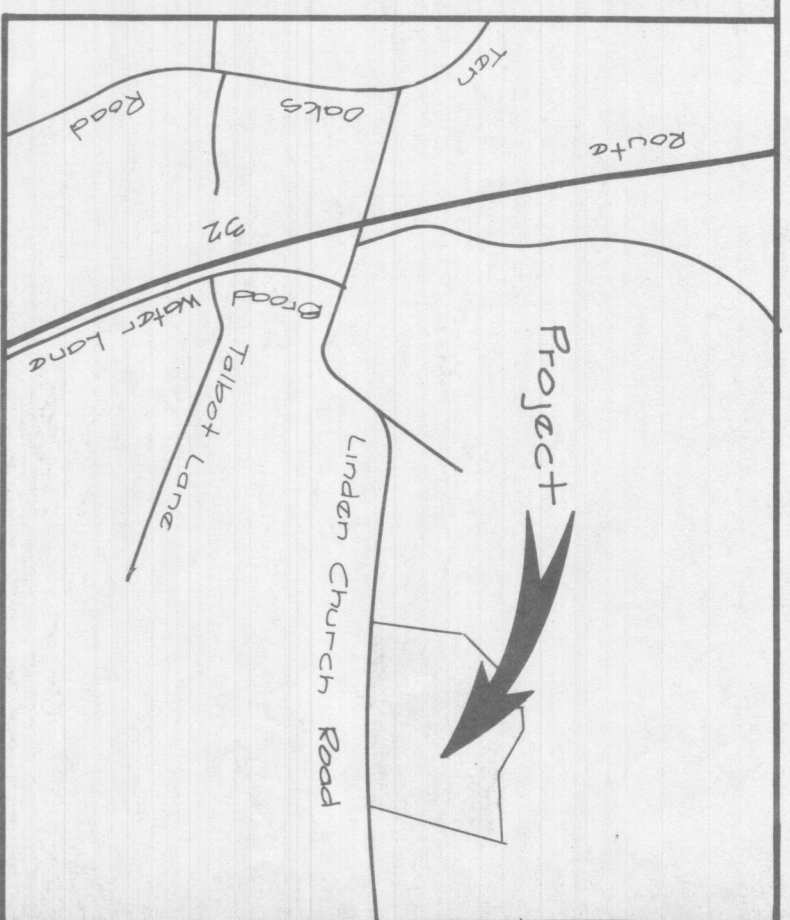 Ten Oaks Road
Route 32
Broad Water Lane
Talbot Lane
Linden Church Road
Project